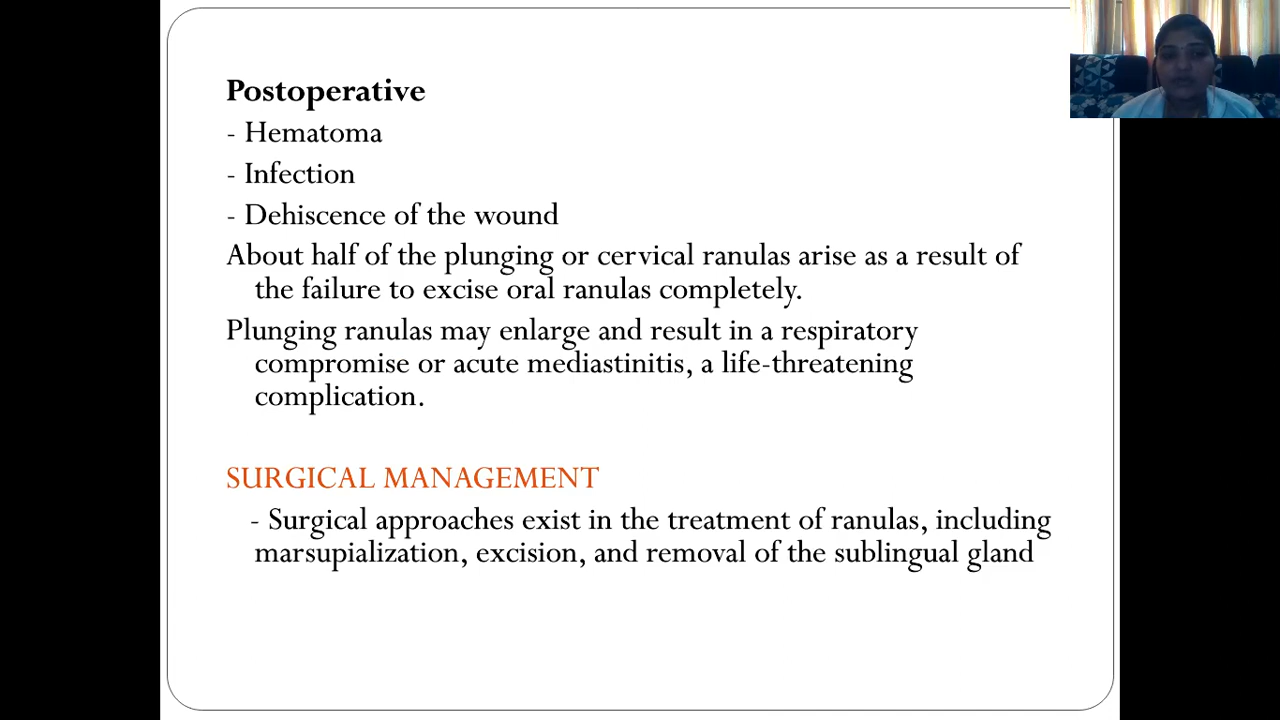 Postoperative
- Hematoma
- Infection
- Dehiscence of the wound
About half of the plunging or cervical ranulas arise as a result of
the failure to excise oral ranulas completely.
Plunging ranulas may enlarge and result in a respiratory
compromise or acute mediastinitis, a life-threatening
complication.
SURGICAL MANAGEMENT
- Surgical approaches exist in the treatment of ranulas, including
marsupialization, excision, and removal of the sublingual gland